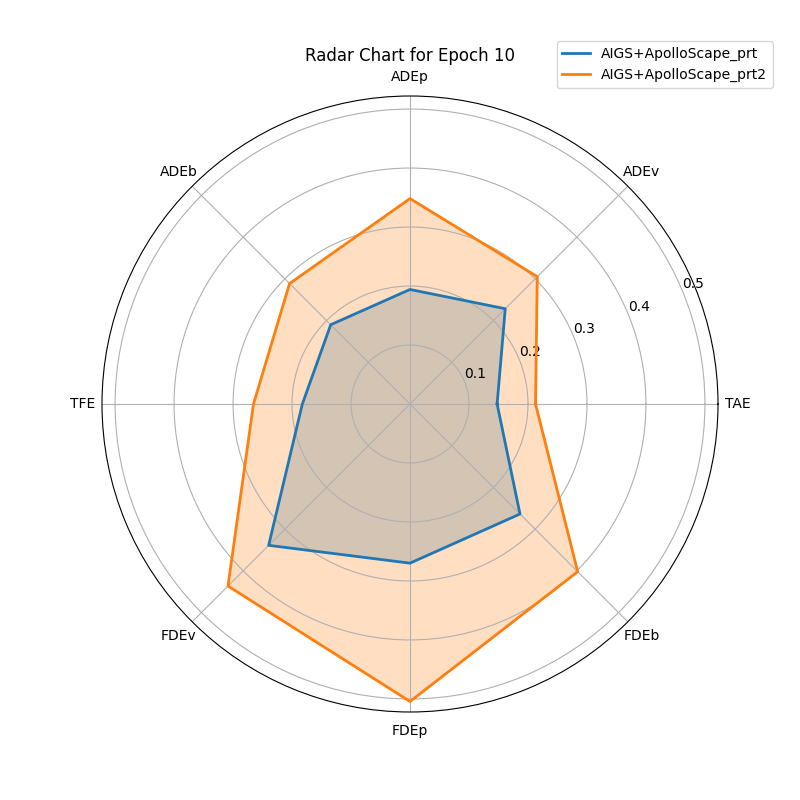 Radar Chart for Epoch 10
AIGS+ApolloScape_prt
AIGS+ApolloScape_prt2
ADEp
ADEb
ADEv
0.5
0.4
0.3
0.2
0.1
TFE
TAE
FDEv
FDEb
FDEp